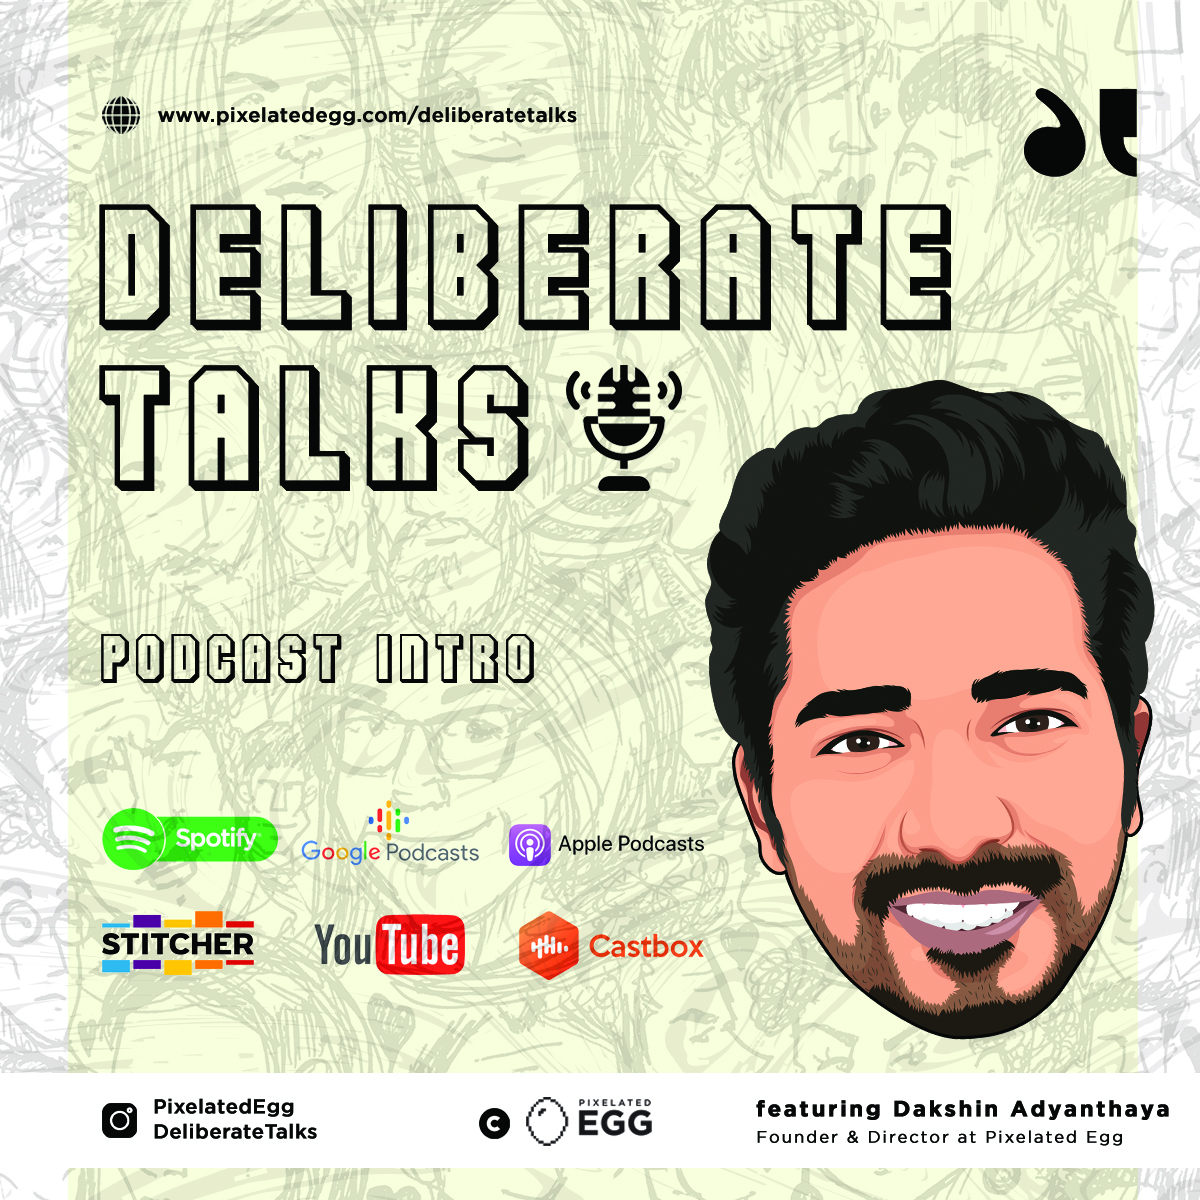 www.pixelatedegg.com/deliberatetalks
DELIBERATE
TALKS
PODCAST INTRO
Spotify
Google Podcasts
Apple Podcasts
STITCHER
YouTube
Castbox
PixelatedEgg
DeliberateTalks
C
PIXELATED
EGG
featuring Dakshin Adyanthaya
Founder & Director at Pixelated Egg